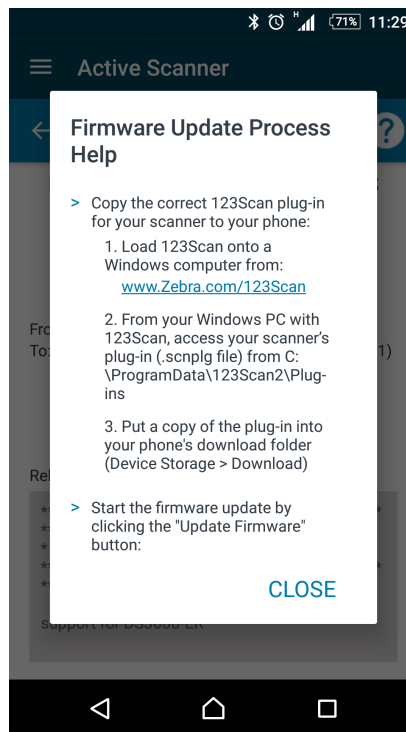 H 71% 11:29
Active Scanner
Firmware Update Process
Help
?
> Copy the correct 123Scan plug-in
for your scanner to your phone:
1. Load 123Scan onto a
Windows computer from:
www.Zebra.com/123Scan
2. From your Windows PC with
123Scan, access your scanner's
plug-in (.scnplg file) from C:
\ProgramData\123Scan2\Plug-
ins
3. Put a copy of the plug-in into
your phone's download folder
(Device Storage > Download)
> Start the firmware update by
clicking the "Update Firmware"
button:
CLOSE
To: 1)